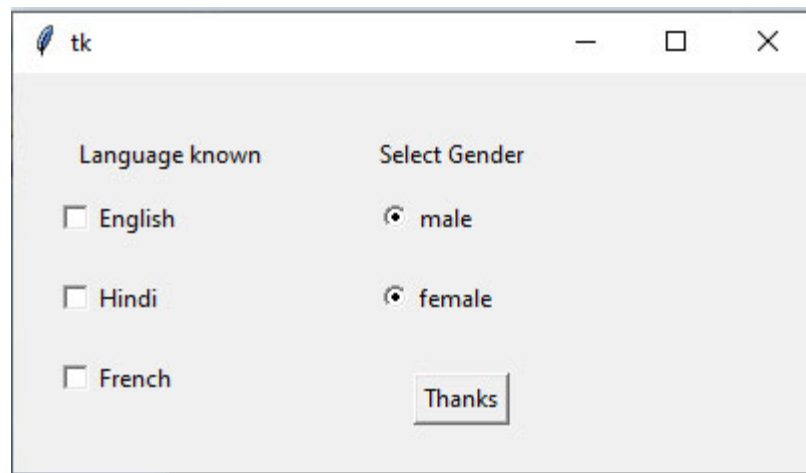 tk
Language known
Select Gender
English
male
Hindi
female
French
Thanks